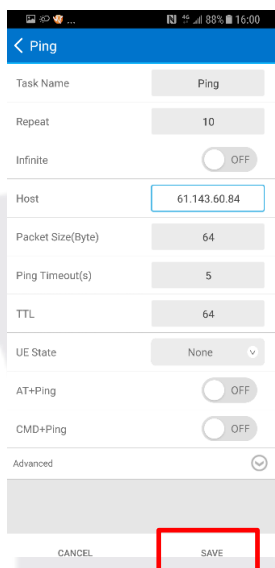 ... 88% 16:00
Ping
Task Name Ping
Repeat 10
Infinite OFF
Host 61.143.60.84
Packet Size(Byte) 64
Ping Timeout(s) 5
TTL 64
UE State None
AT+Ping OFF
CMD+Ping OFF
Advanced
CANCEL SAVE